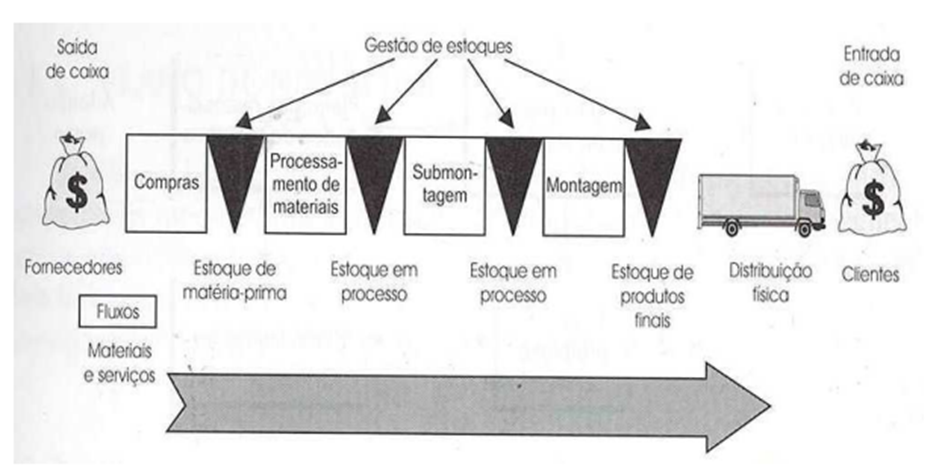 Saída
de caixa
Gestão de estoques
Entrada
de caixa
$
Compras
Processa-
mento de
materiais
Submon-
tagem
Montagem
$
Fornecedores
Estoque de
matéria-prima
Estoque em
processo
Estoque em
processo
Estoque de
produtos
finais
Distribuição
física
Clientes
Fluxos
Materiais
e serviços